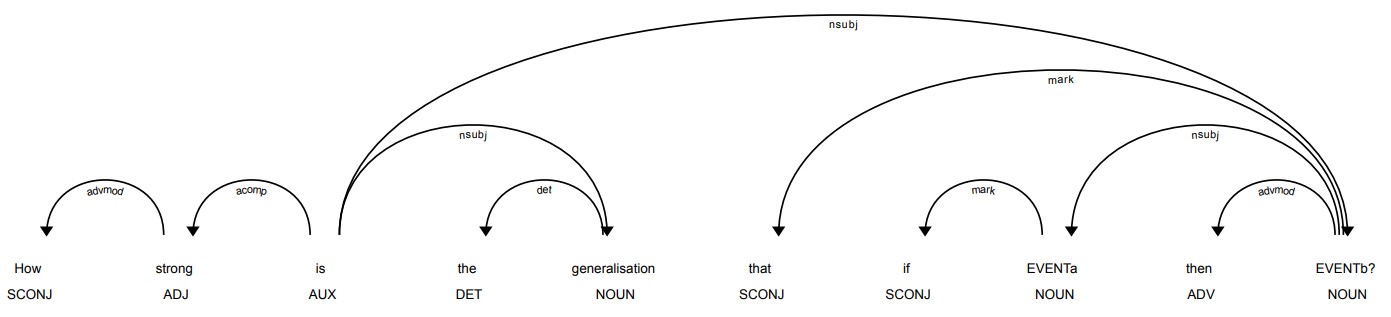 nsubj
mark
nsubj nsubj
advmod acomp det mark advmod
How strong is the generalisation that if EVENTa then EVENTb?
SCONJ ADJ AUX DET NOUN SCONJ SCONJ NOUN ADV NOUN